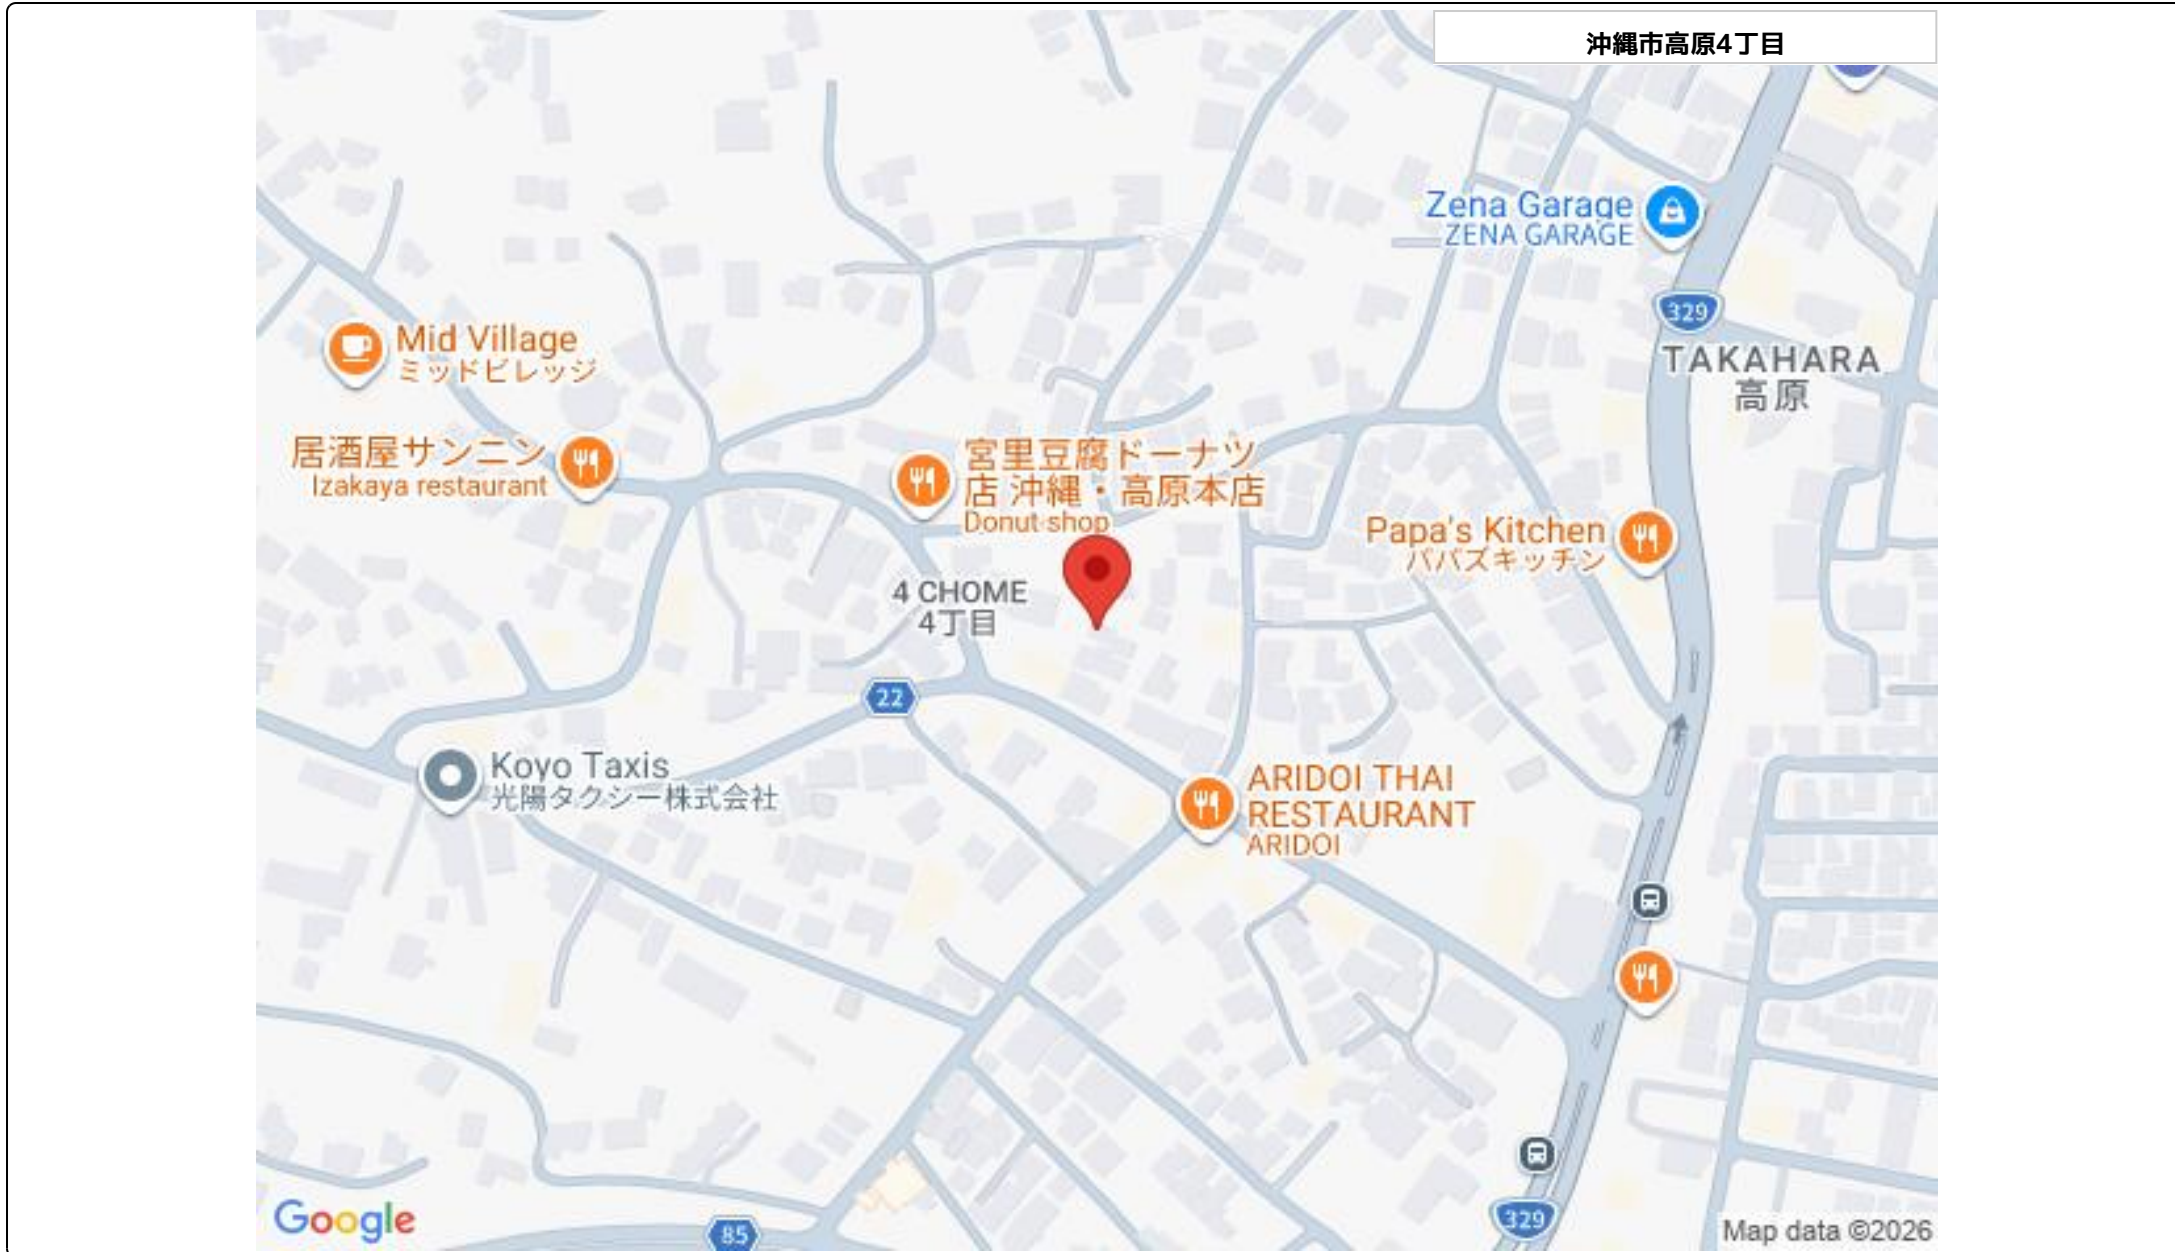 沖縄市高原4丁目
Zena Garage
ZENA GARAGE
329
TAKAHARA
高原
Mid Village
ミッドビレッジ
居酒屋サンニン
Izakaya restaurant
宮里豆腐ドーナツ
店 沖縄・高原本店
Donut shop
Papa's Kitchen
パパズキッチン
4 CHOME
4丁目
22
Koyo Taxis
光陽タクシー株式会社
ARIDOI THAI
RESTAURANT
ARIDOI
Google
85
329
Map data ©2026